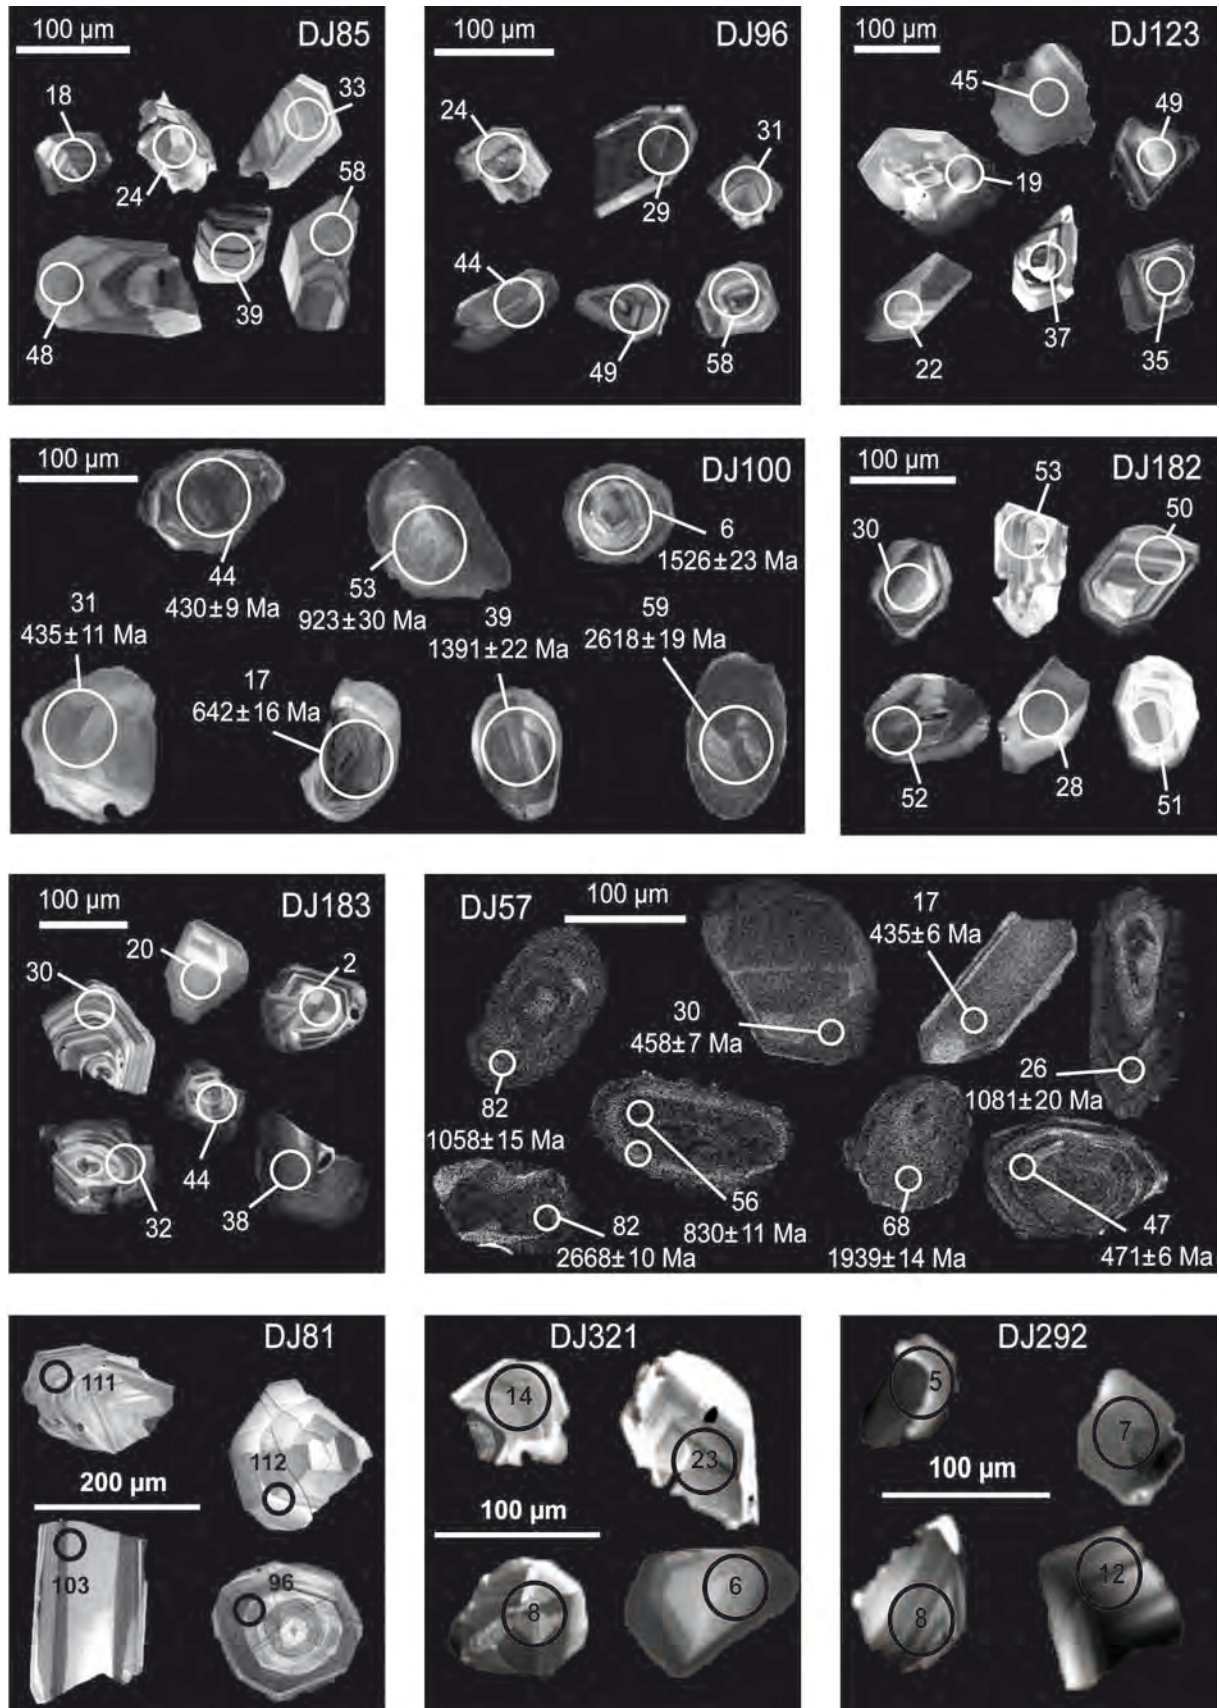 100 µm
DJ85
18
33
24
58
48
39
100 µm
DJ96
24
31
29
44
49
58
100 µm
DJ123
45
49
19
37
22
35
100 µm
DJ100
44
430±9 Ma
53
923±30 Ma
6
1526±23 Ma
31
435±11 Ma
17
642±16 Ma
39
1391±22 Ma
59
2618±19 Ma
100 µm
DJ182
53
50
30
52
28
51
100 µm
DJ183
20
30
2
44
32
38
DJ57
100 µm
17
435±6 Ma
30
458±7 Ma
26
1081±20 Ma
82
1058±15 Ma
56
830±11 Ma
82
2668±10 Ma
68
1939±14 Ma
47
471±6 Ma
DJ81
111
112
200 µm
103
96
DJ321
14
23
100 µm
8
6
DJ292
5
7
100 µm
8
12